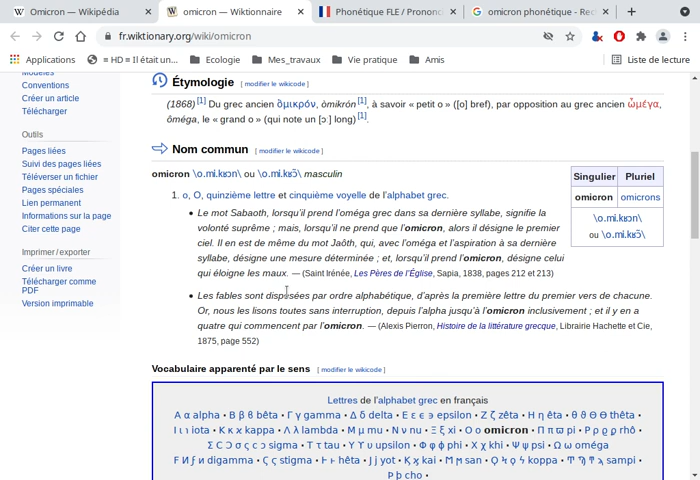 Omicron — Wikipédia
omicron — Wiktionnaire
Phonétique FLE / Prononc
omicron phonétique - Rec
fr.wiktionary.org/wiki/omicron
About(2)
≡ HD ≡ Il était un...
Ecologie
Mes_travaux
Vie pratique
Amis
Liste de lecture
Modèles
Conventions
Créer un article
Télécharger
Outils
Pages liées
Suivi des pages liées
Téléverser un fichier
Pages spéciales
Lien permanent
Informations sur la page
Citer cette page
Imprimer / exporter
Créer un livre
Télécharger comme
PDF
Version imprimable
Étymologie [ modifier le wikicode ]
(1868)[1] Du grec ancien ὂμικρόν, òmikrón[1], à savoir « petit o » ([o] bref), par opposition au grec ancien ὦμέγα,
ôméga, le « grand o » (qui note un [ɔː] long)[1].
Nom commun [ modifier le wikicode ]
omicron \o.mi.kʁɔn\ ou \o.mi.kʁɔ̃\ masculin
Singulier Pluriel
omicron omicrons
\o.mi.kʁɔn\
ou \o.mi.kʁɔ̃\
1. o, O, quinzième lettre et cinquième voyelle de l'alphabet grec.
• Le mot Sabaoth, lorsqu'il prend l'oméga grec dans sa dernière syllabe, signifie la
volonté suprême ; mais, lorsqu'il ne prend que l'omicron, alors il désigne le premier
ciel. Il en est de même du mot Jaôth, qui, avec l'oméga et l'aspiration à sa dernière
syllabe, désigne une mesure déterminée ; et, lorsqu'il prend l'omicron, désigne celui
qui éloigne les maux. — (Saint Irénée, Les Pères de l'Église, Sapia, 1838, pages 212 et 213)
• Les fables sont disposées par ordre alphabétique, d'après la première lettre du premier vers de chacune.
Or, nous les lisons toutes sans interruption, depuis l'alpha jusqu'à l'omicron inclusivement ; et il y en a
quatre qui commencent par l'omicron. — (Alexis Pierron, Histoire de la littérature grecque, Librairie Hachette et Cie,
1875, page 552)
Vocabulaire apparenté par le sens [ modifier le wikicode ]
Lettres de l'alphabet grec en français
Α α alpha • Β β ϐ bêta • Γ γ gamma • Δ δ delta • Ε ε ϵ϶ epsilon • Ζ ζ zêta • Η η êta • θ ϑ Θ ϴ thêta •
Ι ι iota • Κ κ ϰ kappa • Λ λ lambda • Μ μ mu • Ν ν nu • Ξ ξ xi • Ο ο omicron • Π π ϖ pi • Ρ ρ ϱ rhô •
Σ σ ς sigma • Τ τ tau • Υ υ upsilon • Φ φ ϕ phi • Χ χ khi • Ψ ψ psi • Ω ω oméga
digamma • Ϛ ϛ stigma • Ͱ ͱ hêta • J j yot • kai • san • koppa • sampi •
Ϸ ϸ cho •